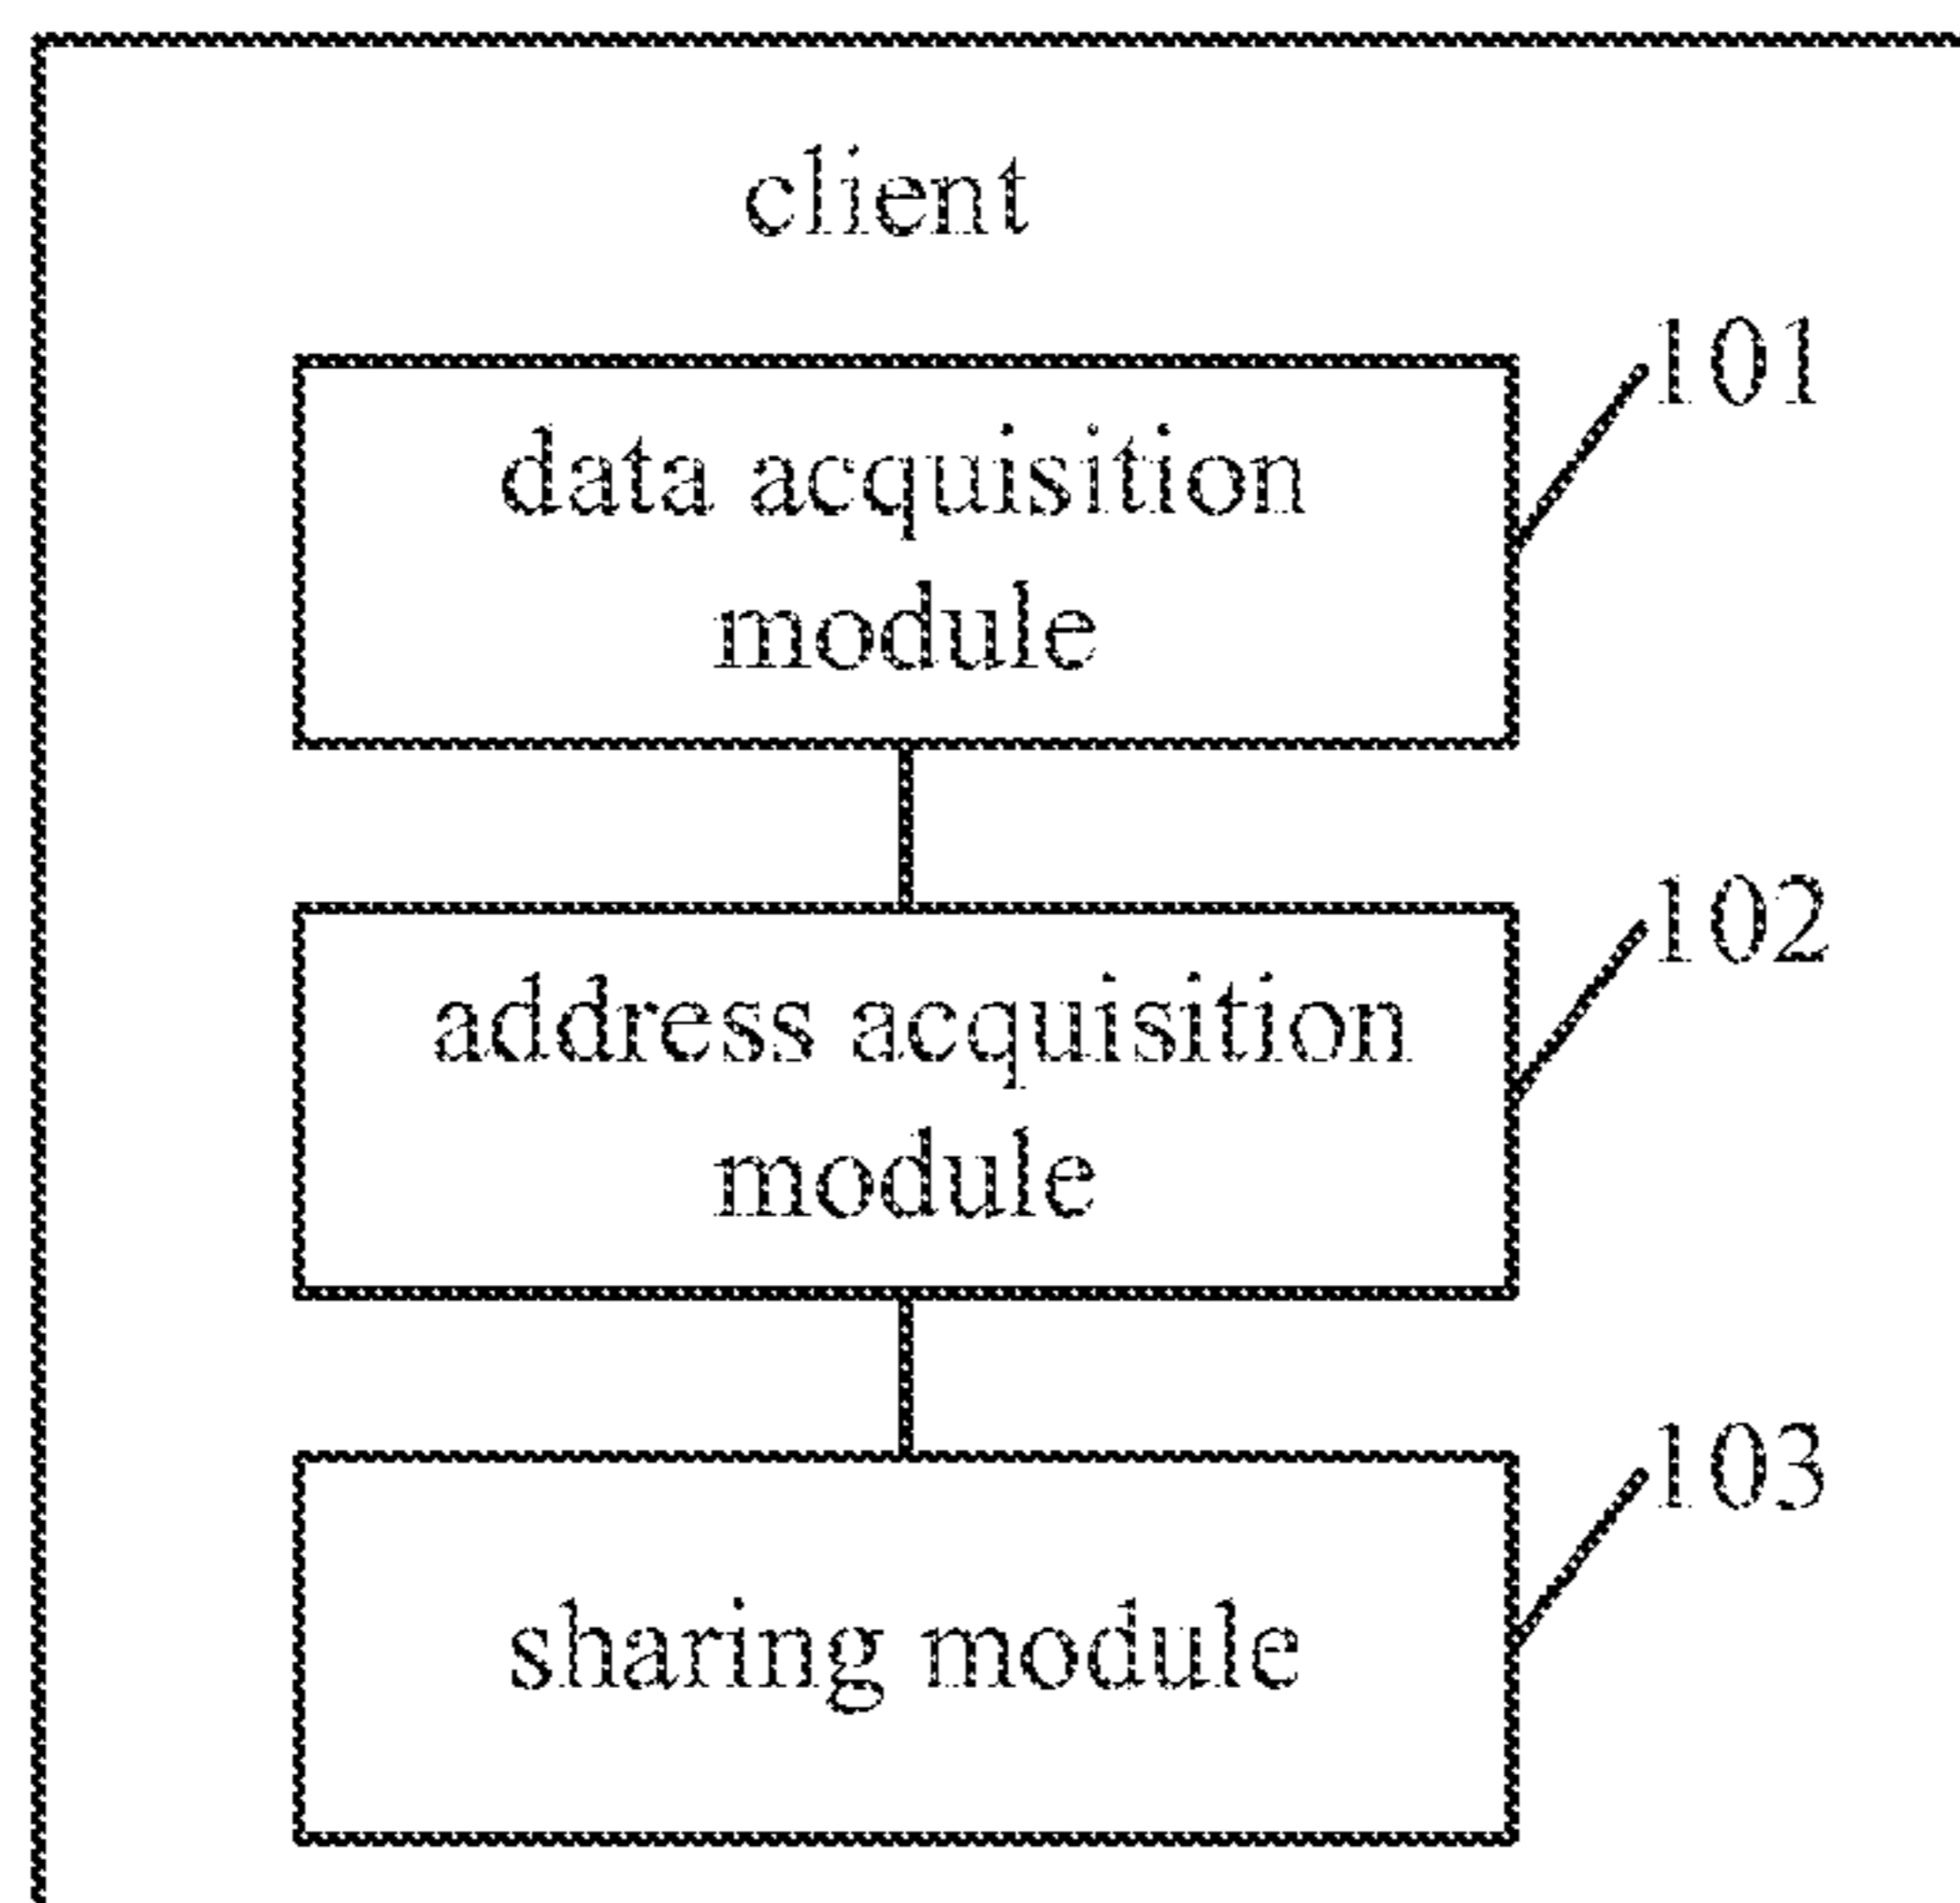 client
101
data acquisition
module
102
address acquisition
module
103
sharing module